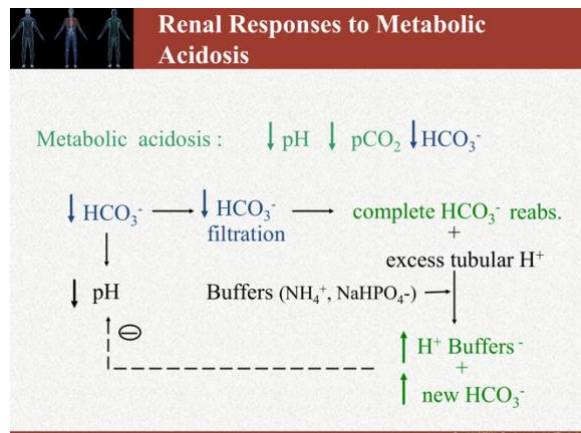 Renal Responses to Metabolic
Acidosis
Metabolic acidosis : ↓ pH ↓ pCO₂ ↓ HCO₃⁻
↓ HCO₃⁻ → ↓ HCO₃⁻ → complete HCO₃⁻ reabs.
filtration
+
excess tubular H⁺
↓ pH
Buffers (NH₄⁺, NaHPO₄-) →
⊖
↑ H⁺ Buffers⁻
+
↑ new HCO₃⁻